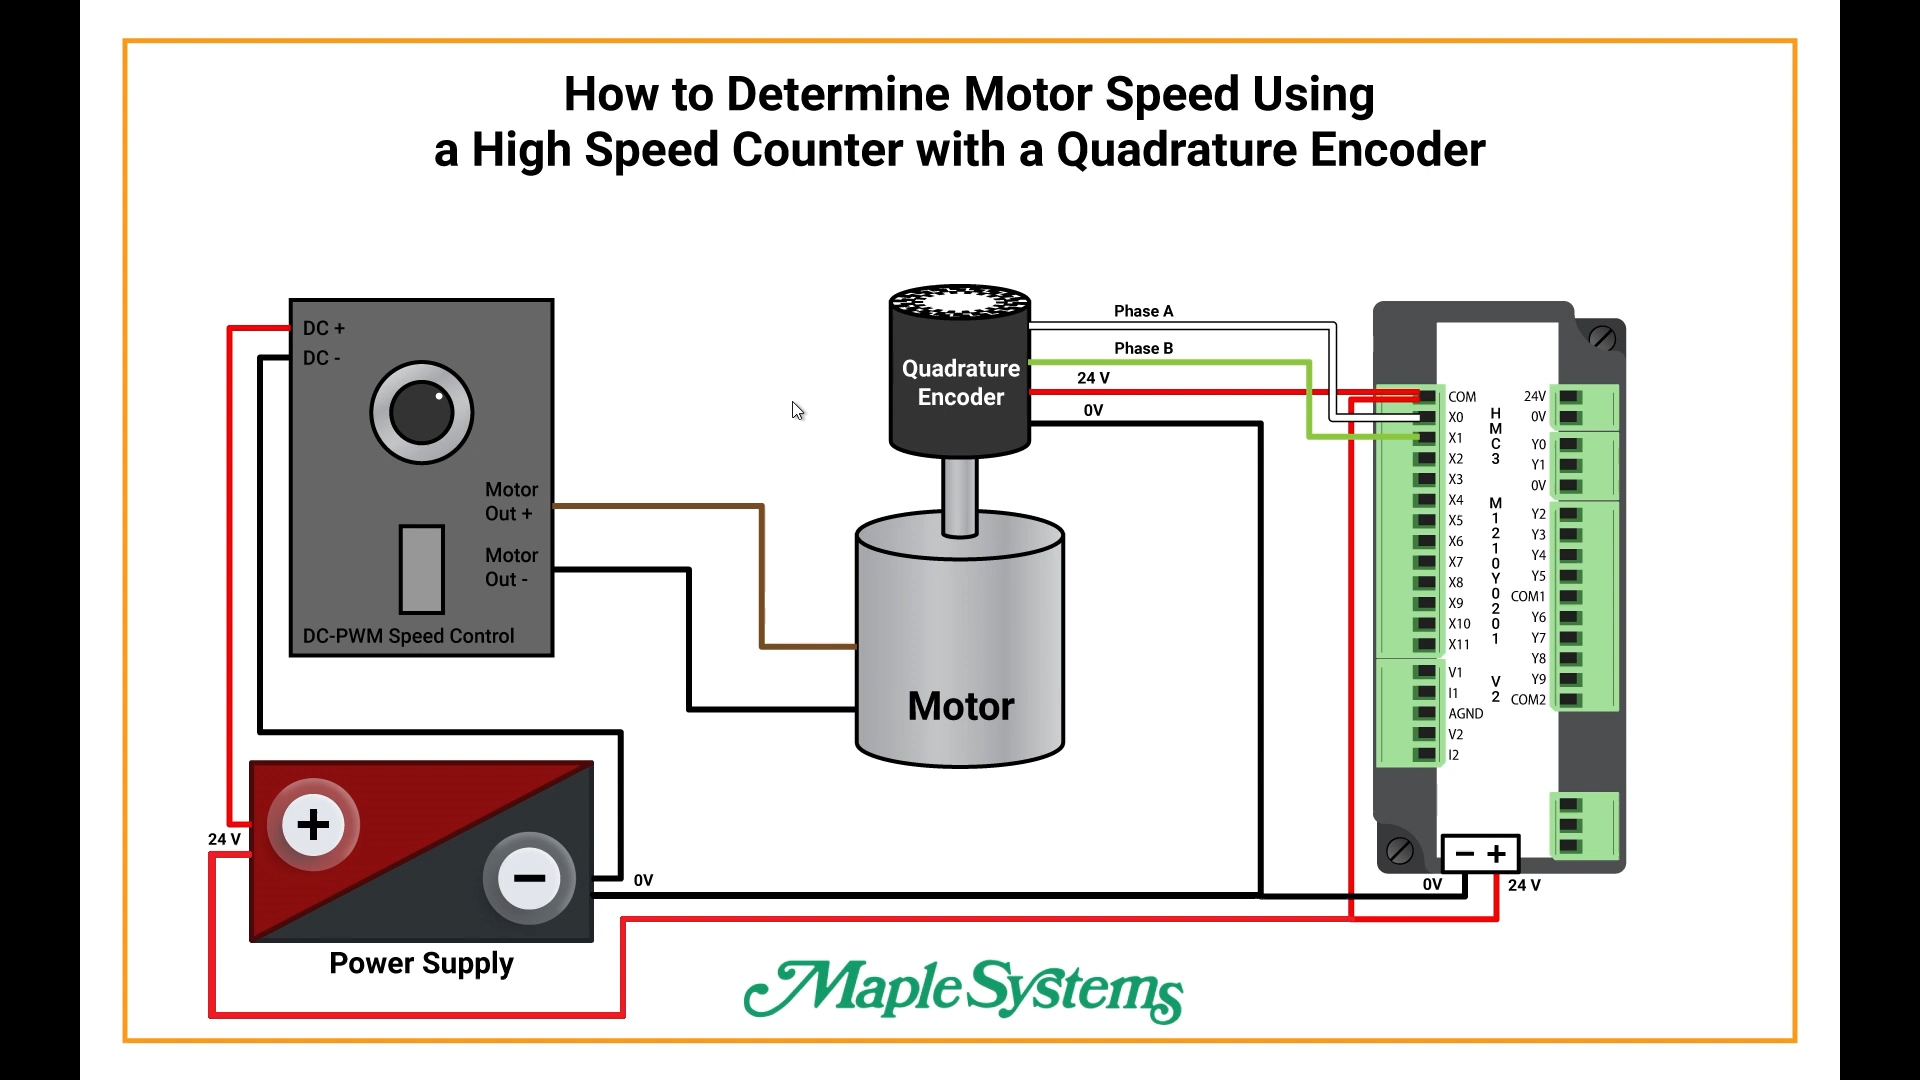 How to Determine Motor Speed Using
a High Speed Counter with a Quadrature Encoder
DC +
DC -
Motor
Out +
Motor
Out -
DC-PWM Speed Control
Quadrature
Encoder
Phase A
Phase B
24 V
0V
Motor
COM
X0
X1
X2
X3
X4
X5
X6
X7
X8
X9
X10
X11
V1
I1
AGND
V2
I2
HMC3 M1210Y0201 V2
24V
0V
Y0
Y1
0V
Y2
Y3
Y4
Y5
COM1
Y6
Y7
Y8
Y9
COM2
− +
0V
24 V
24 V
+
−
0V
Power Supply
Maple Systems